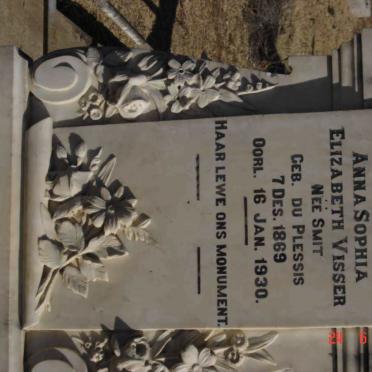 ANNA SOPHIA
ELIZABETH VISSER
NËE SMIT
GEB. DU PLESSIS
7 DES. 1869
OORL. 16 JAN. 1930.
HAAR LEWE ONS MONUMENT.